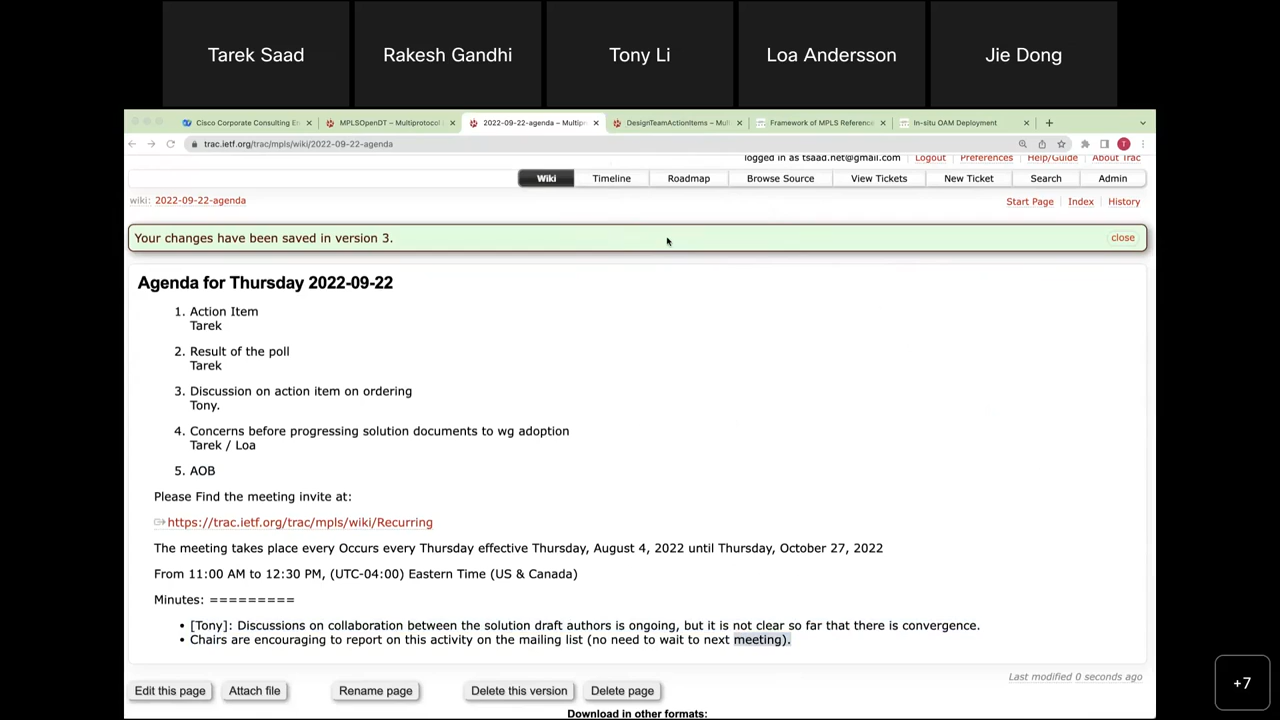 Tarek Saad
Rakesh Gandhi
Tony Li
Loa Andersson
Jie Dong
Cisco Corporate Consulting En
MPLSOpenDT – Multiprotocol
2022-09-22-agenda – Multipr
DesignTeamActionItems – Mul
Framework of MPLS Reference
In-situ OAM Deployment
trac.ietf.org/trac/mpls/wiki/2022-09-22-agenda
T
logged in as tsaad.net@gmail.com
Logout
Preferences
Help/Guide
About Trac
Wiki
Timeline
Roadmap
Browse Source
View Tickets
New Ticket
Search
Admin
wiki: 2022-09-22-agenda
Start Page
Index
History
Your changes have been saved in version 3.
close
Agenda for Thursday 2022-09-22
1. Action Item
Tarek
2. Result of the poll
Tarek
3. Discussion on action item on ordering
Tony.
4. Concerns before progressing solution documents to wg adoption
Tarek / Loa
5. AOB
Please Find the meeting invite at:
https://trac.ietf.org/trac/mpls/wiki/Recurring
The meeting takes place every Occurs every Thursday effective Thursday, August 4, 2022 until Thursday, October 27, 2022
From 11:00 AM to 12:30 PM, (UTC-04:00) Eastern Time (US & Canada)
Minutes: =========
• [Tony]: Discussions on collaboration between the solution draft authors is ongoing, but it is not clear so far that there is convergence.
• Chairs are encouraging to report on this activity on the mailing list (no need to wait to next meeting).
Last modified 0 seconds ago
Edit this page
Attach file
Rename page
Delete this version
Delete page
Download in other formats:
+7